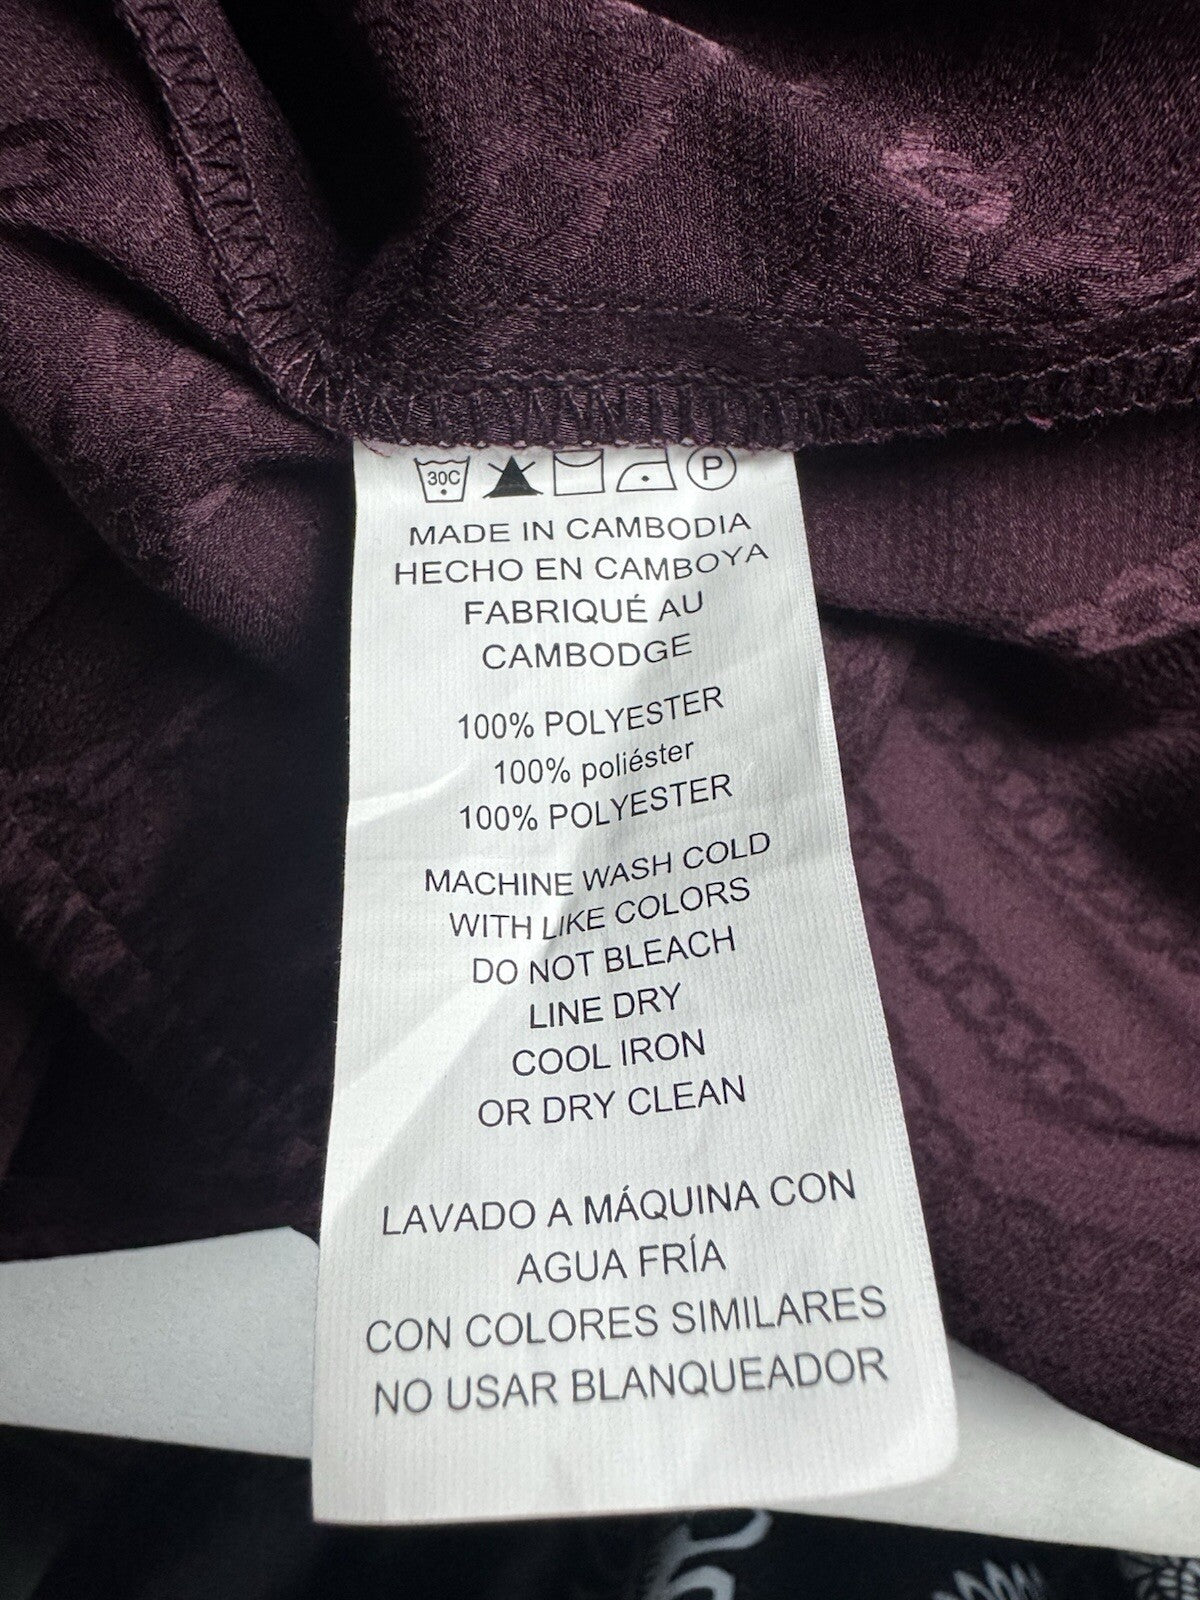 30C P
MADE IN CAMBODIA
HECHO EN CAMBOYA
FABRIQUÉ AU
CAMBODGE
100% POLYESTER
100% poliéster
100% POLYESTER
MACHINE WASH COLD
WITH LIKE COLORS
DO NOT BLEACH
LINE DRY
COOL IRON
OR DRY CLEAN
LAVADO A MÁQUINA CON
AGUA FRÍA
CON COLORES SIMILARES
NO USAR BLANQUEADOR